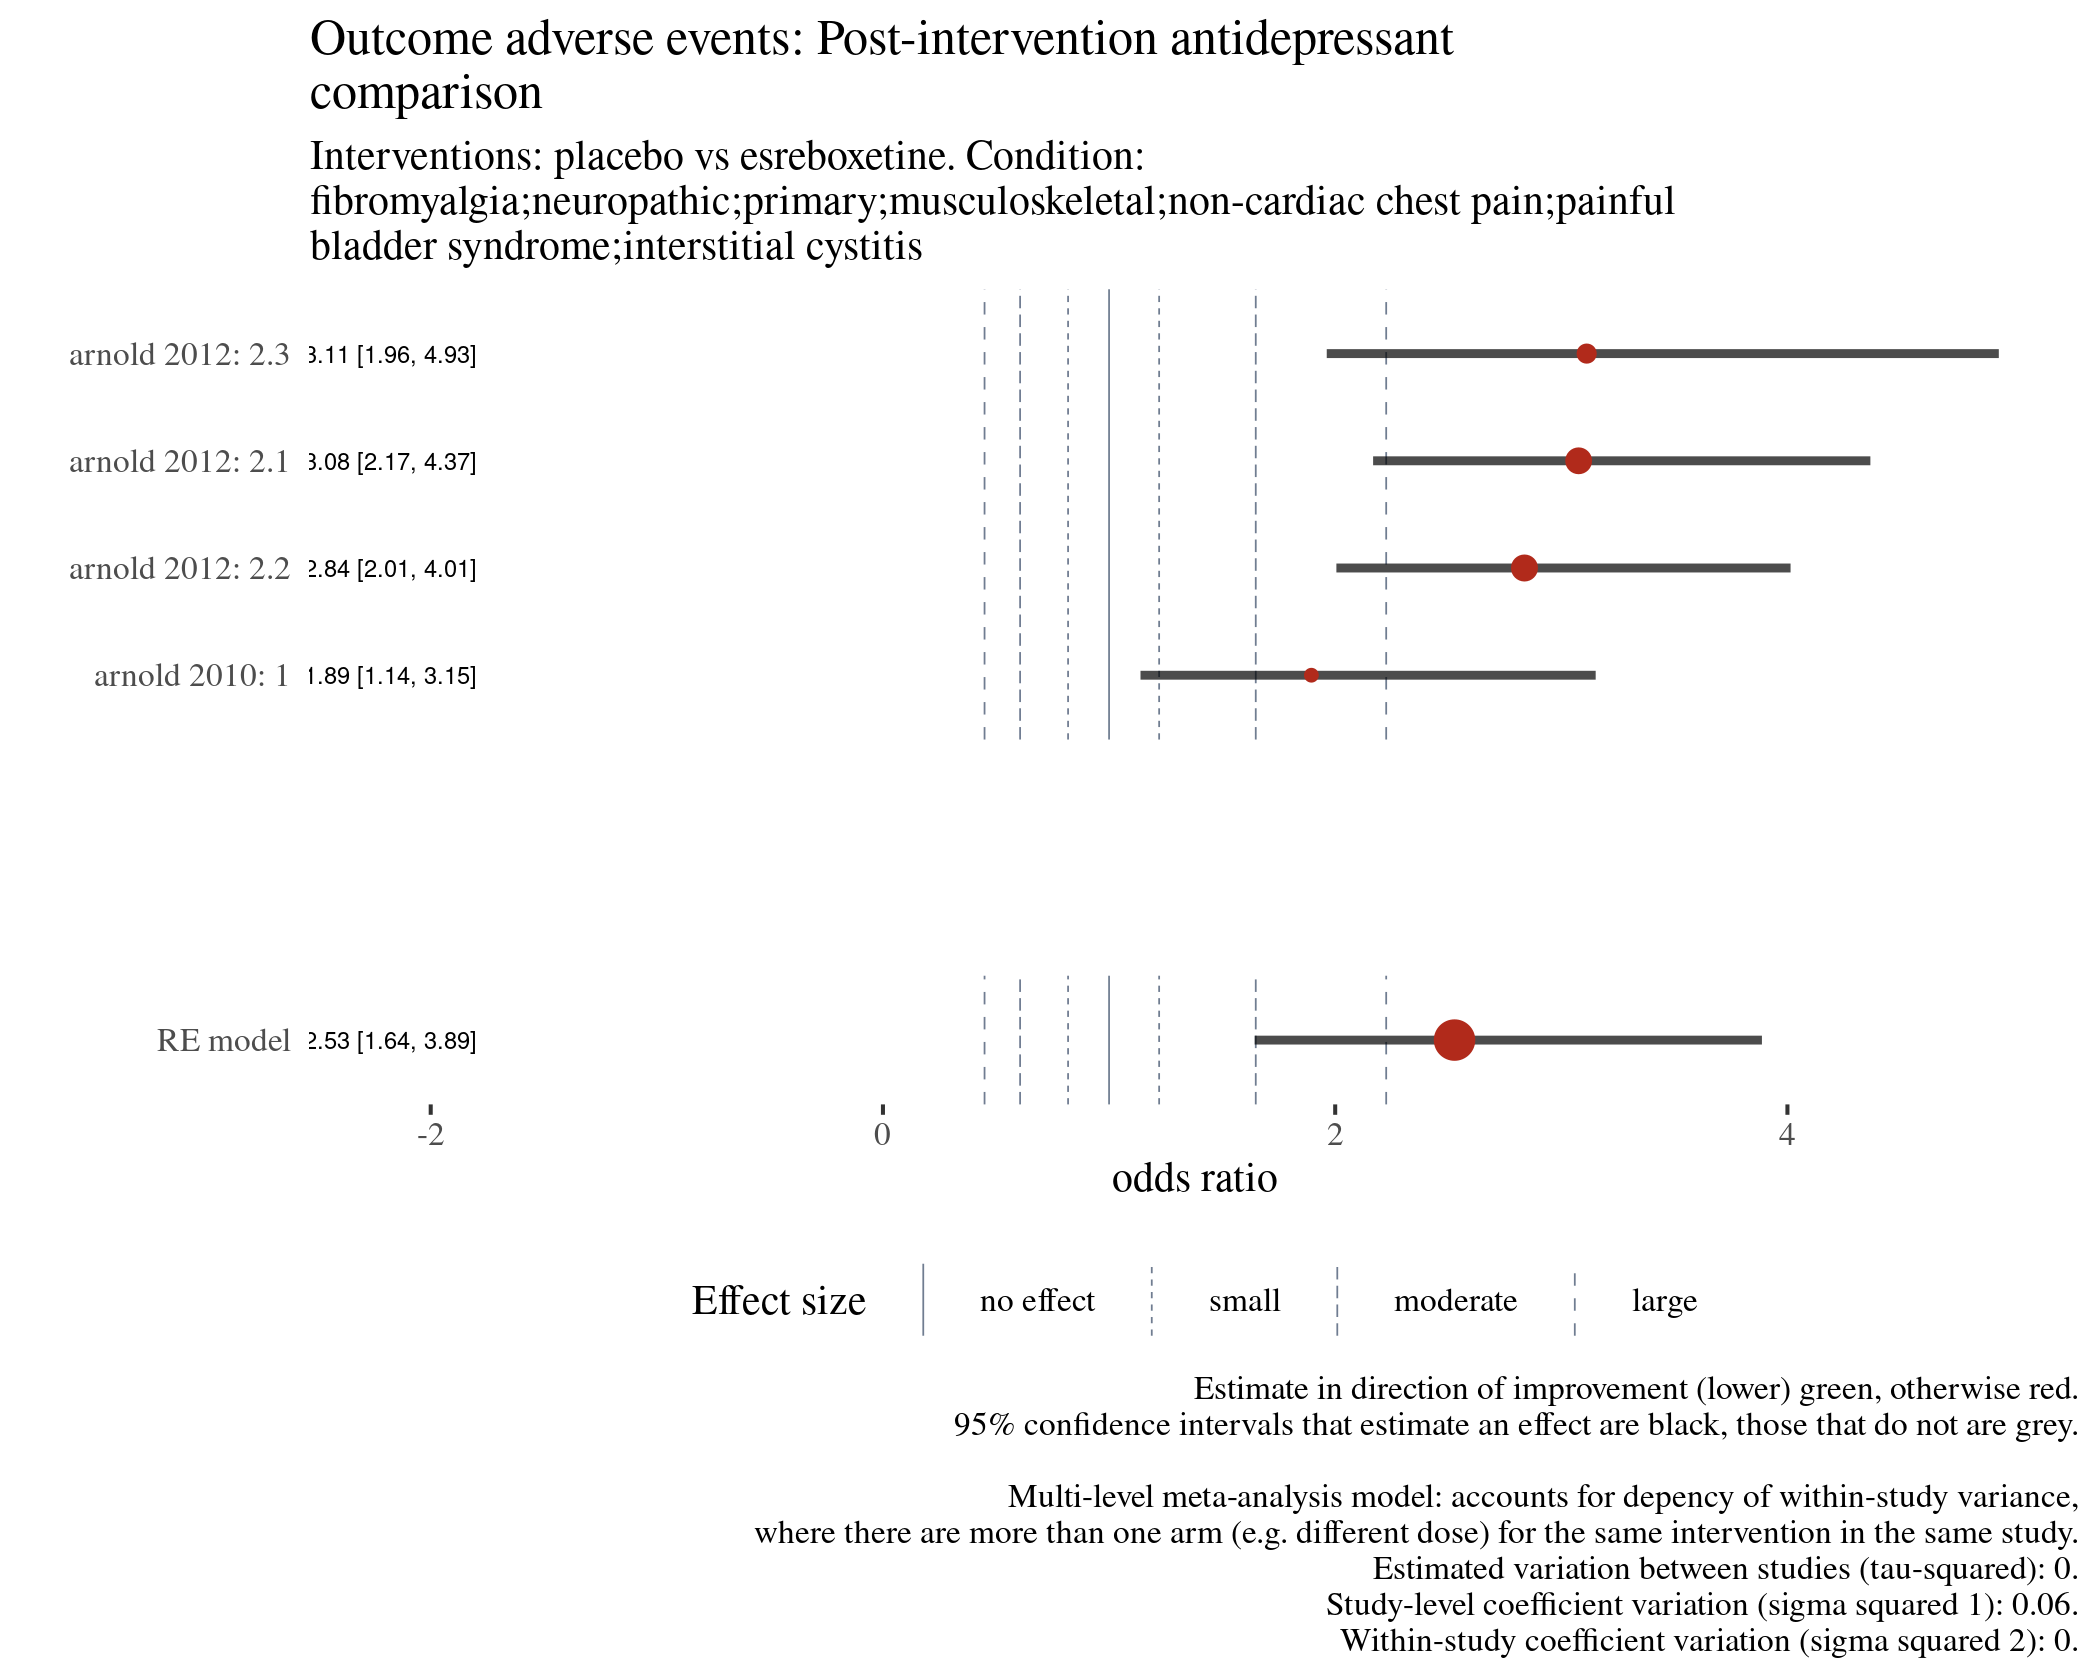 Outcome adverse events: Post-intervention antidepressant
comparison
Interventions: placebo vs esreboxetine. Condition:
fibromyalgia;neuropathic;primary;musculoskeletal;non-cardiac chest pain;painful
bladder syndrome;interstitial cystitis
arnold 2012: 2.3 3.11 [1.96, 4.93]
arnold 2012: 2.1 3.08 [2.17, 4.37]
arnold 2012: 2.2 2.84 [2.01, 4.01]
arnold 2010: 1 1.89 [1.14, 3.15]
RE model 2.53 [1.64, 3.89]
-2 0 2 4
odds ratio
Effect size no effect small moderate large
Estimate in direction of improvement (lower) green, otherwise red.
95% confidence intervals that estimate an effect are black, those that do not are grey.
Multi-level meta-analysis model: accounts for depency of within-study variance,
where there are more than one arm (e.g. different dose) for the same intervention in the same study.
Estimated variation between studies (tau-squared): 0.
Study-level coefficient variation (sigma squared 1): 0.06.
Within-study coefficient variation (sigma squared 2): 0.